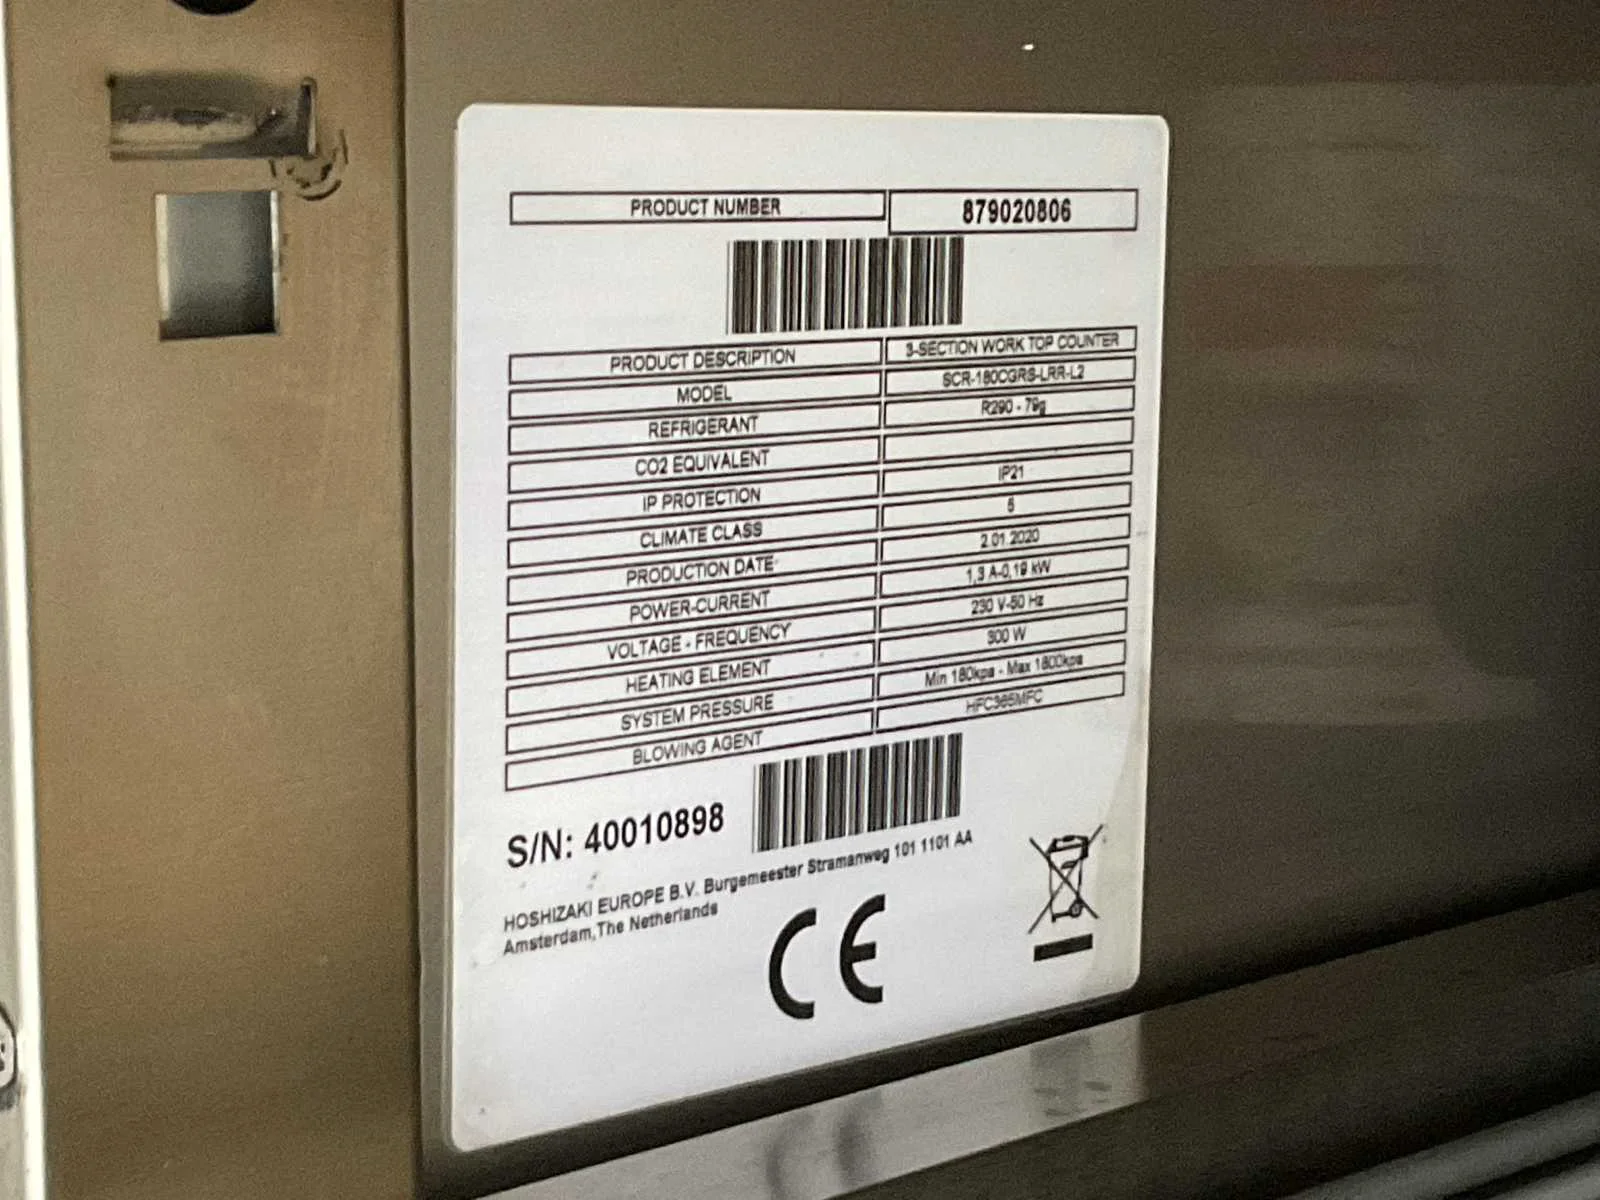 PRODUCT NUMBER 879020806
PRODUCT DESCRIPTION 3-SECTION WORK TOP COUNTER
MODEL SCR-180CGRS-LRR-L2
REFRIGERANT R290 - 79g
CO2 EQUIVALENT
IP PROTECTION IP21
CLIMATE CLASS 5
PRODUCTION DATE 2.01.2020
POWER-CURRENT 1,3 A-0,19 kW
VOLTAGE - FREQUENCY 230 V-50 Hz
HEATING ELEMENT 300 W
SYSTEM PRESSURE Min 180kpa - Max 1800kpa
BLOWING AGENT HFC365MFC
S/N: 40010898
HOSHIZAKI EUROPE B.V. Burgemeester Stramanweg 101 1101 AA
Amsterdam,The Netherlands
CE